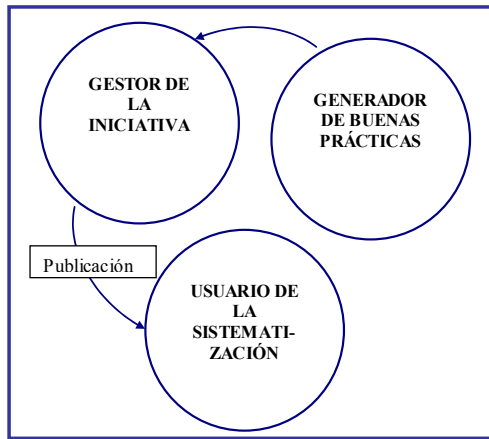 GESTOR DE
LA
INICIATIVA
GENERADOR
DE BUENAS
PRÁCTICAS
Publicación
USUARIO DE
LA
SISTEMATI-
ZACIÓN